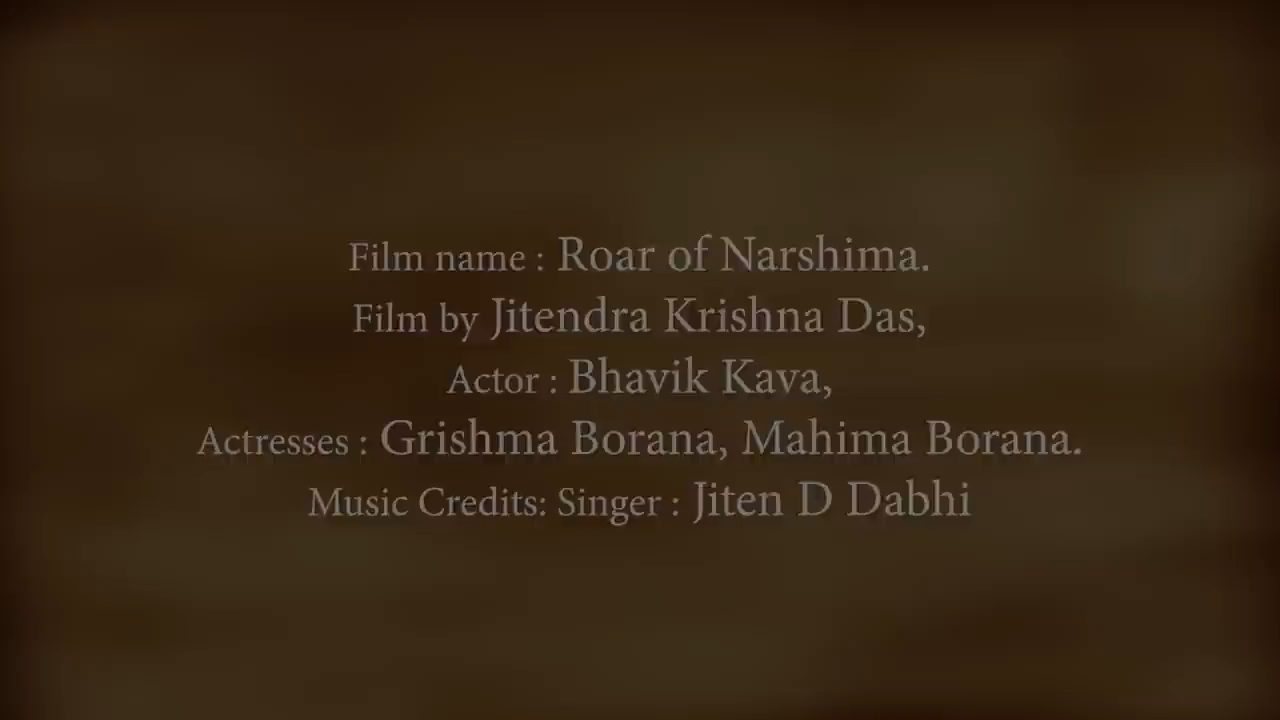 Film name : Roar of Narshima.
Film by Jitendra Krishna Das,
Actor : Bhavik Kava,
Actresses : Grishma Borana, Mahima Borana.
Music Credits: Singer : Jiten D Dabhi